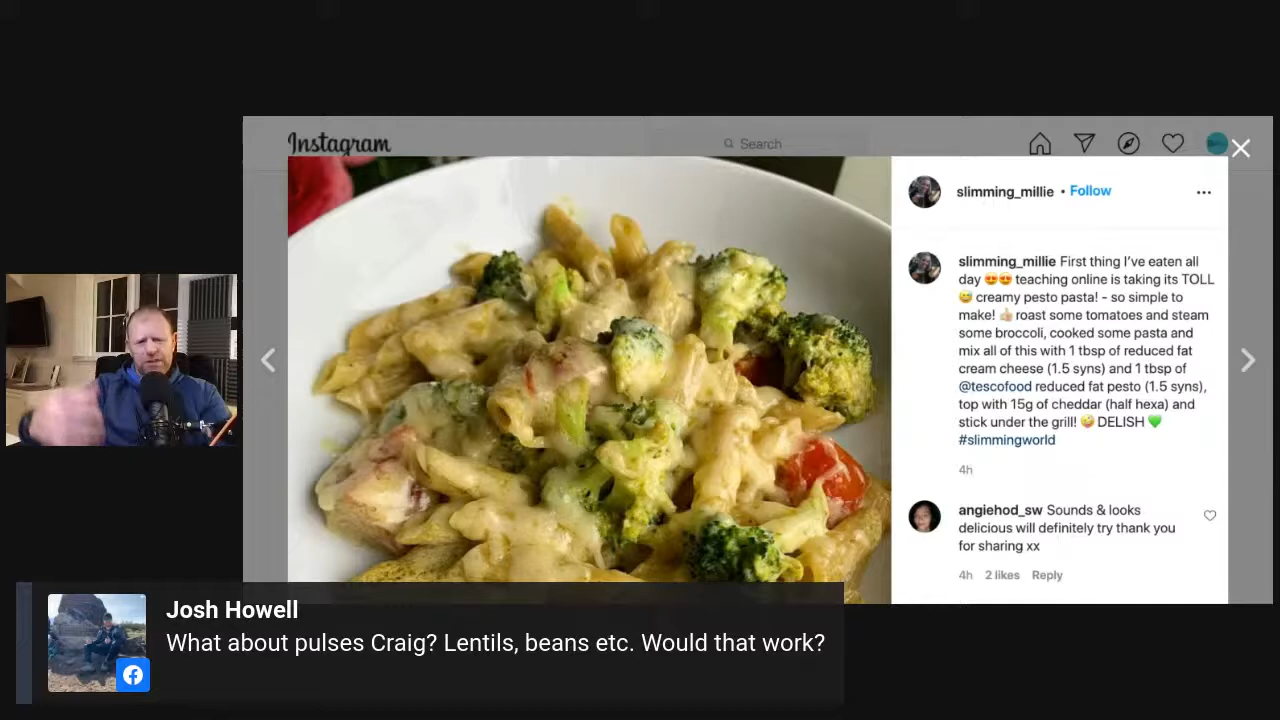 Instagram
Search
slimming_millie • Follow
slimming_millie First thing I've eaten all
day 😍😍 teaching online is taking its TOLL
😅 creamy pesto pasta! - so simple to
make! 👍🏼 roast some tomatoes and steam
some broccoli, cooked some pasta and
mix all of this with 1 tbsp of reduced fat
cream cheese (1.5 syns) and 1 tbsp of
@tescofood reduced fat pesto (1.5 syns),
top with 15g of cheddar (half hexa) and
stick under the grill! 🤪 DELISH 💚
#slimmingworld
4h
angiehod_sw Sounds & looks
delicious will definitely try thank you
for sharing xx
4h 2 likes Reply
Josh Howell
What about pulses Craig? Lentils, beans etc. Would that work?